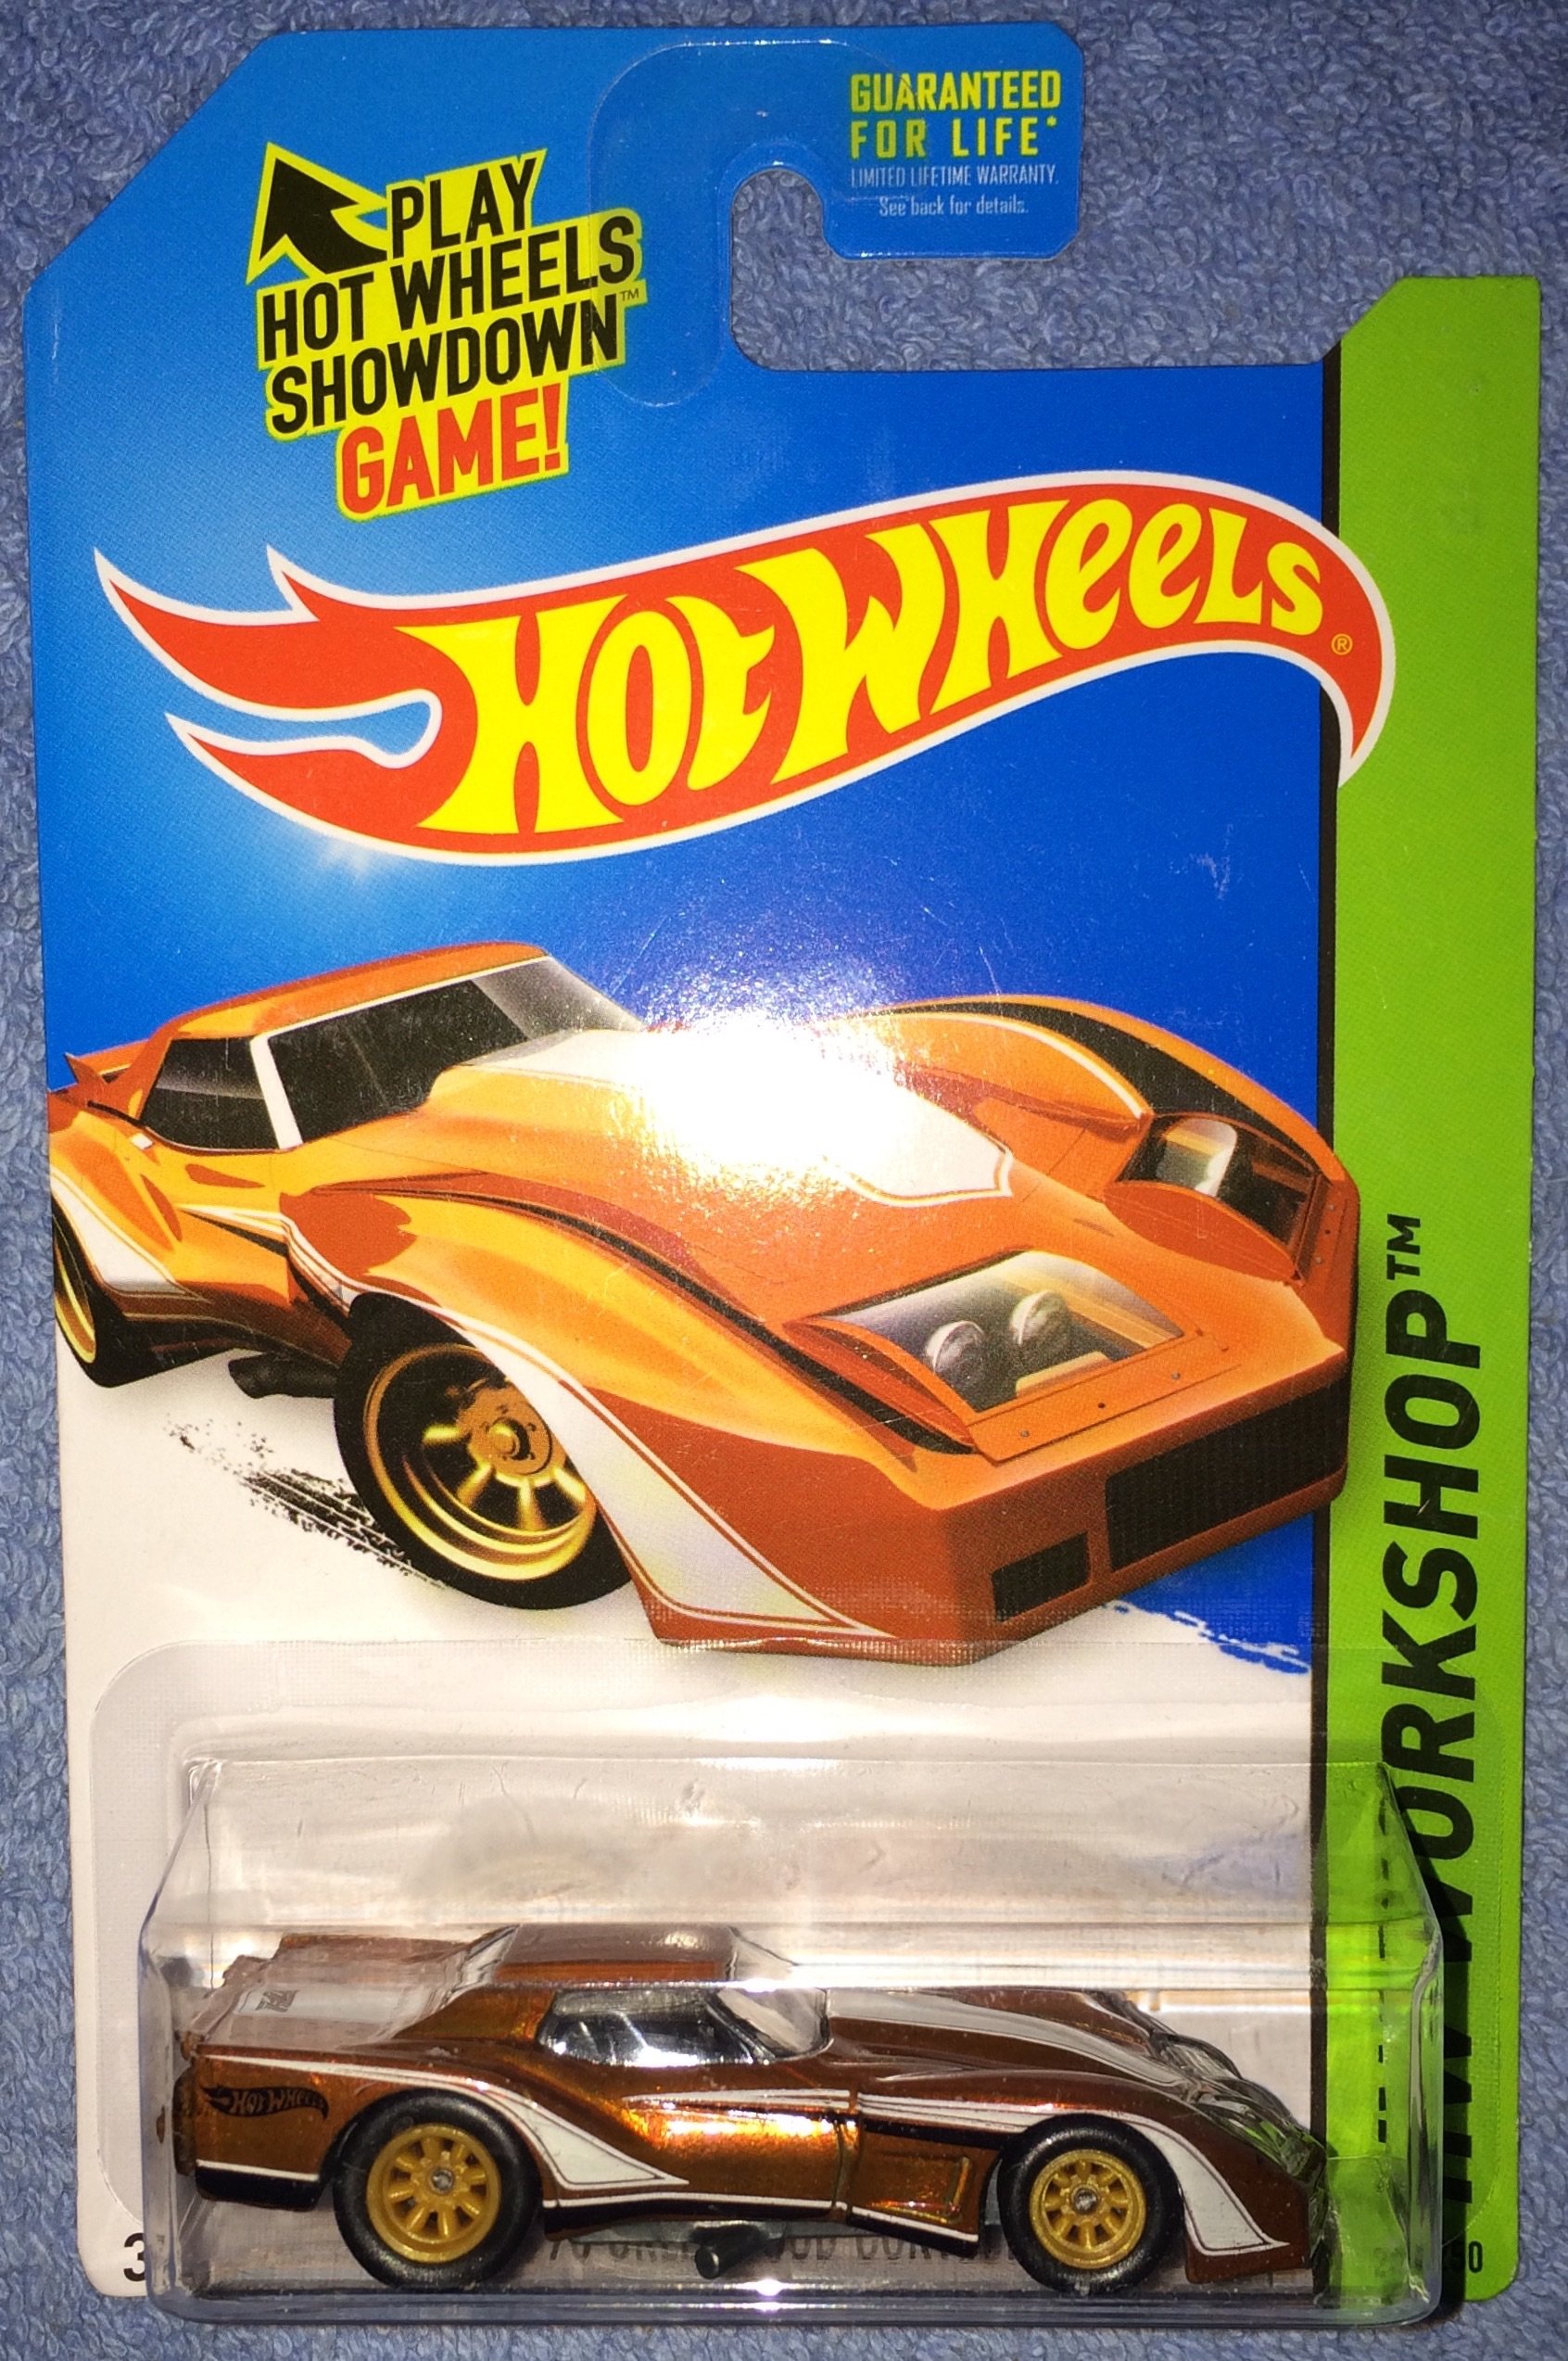 GUARANTEED
FOR LIFE*
LIMITED LIFETIME WARRANTY.
See back for details.
PLAY
HOT WHEELS
SHOWDOWN™
GAME!
HOT WHEELS®
HW WORKSHOP™
HOT WHEELS